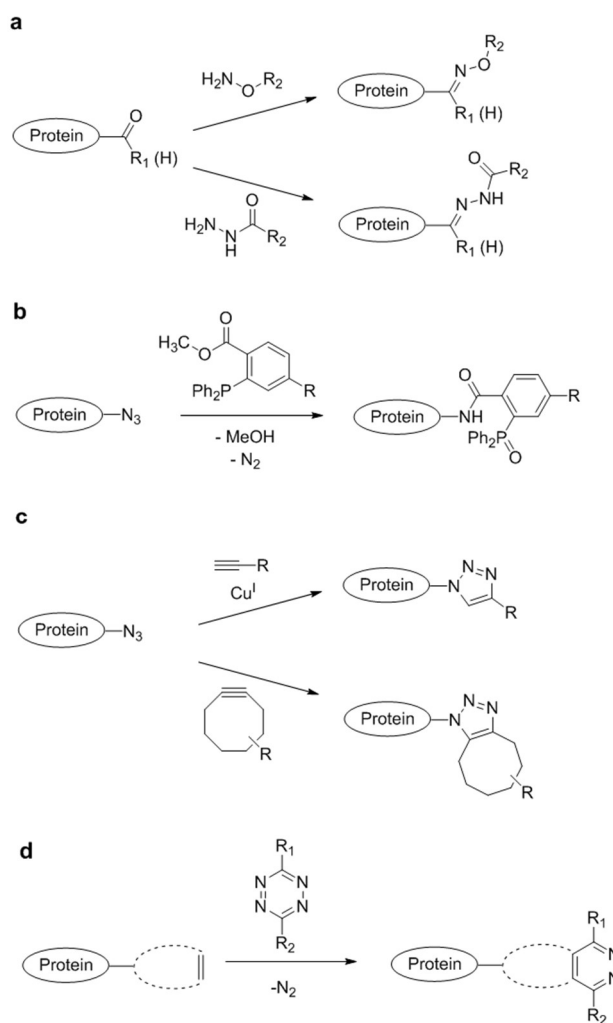 a
H₂N O R₂
Protein O R₁ (H)
Protein N O R₂ R₁ (H)
H₂N N H O R₂
Protein N NH O R₂ R₁ (H)
b
H₃C O O Ph₂P R
Protein N₃
- MeOH
- N₂
Protein NH O R Ph₂P O
c
R
Cuᴵ
Protein N N N R
Protein N₃
R
Protein N N N R
d
R₁
N N
N N
R₂
Protein
-N₂
Protein R₁ N N R₂